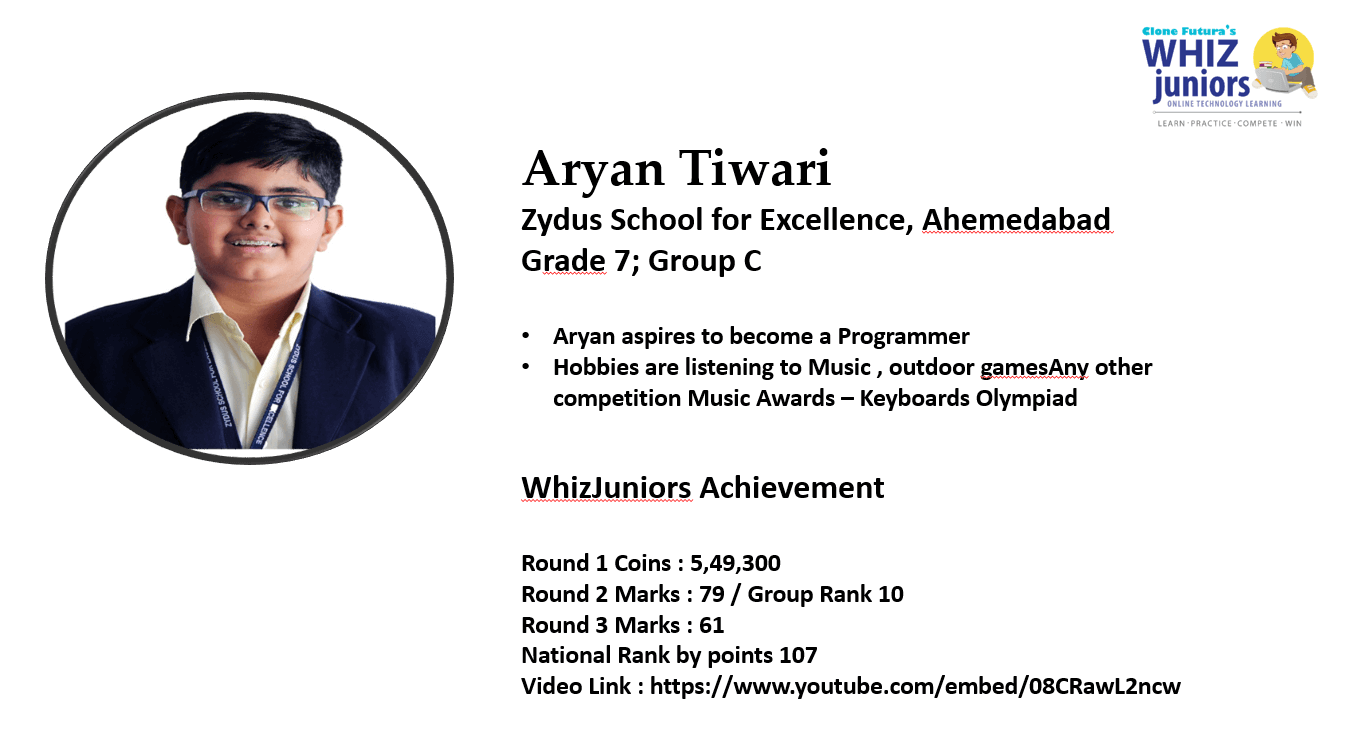 Clone Futura's
WHIZ
juniors
ONLINE TECHNOLOGY LEARNING
LEARN · PRACTICE · COMPETE · WIN
Aryan Tiwari
Zydus School for Excellence, Ahemedabad
Grade 7; Group C
• Aryan aspires to become a Programmer
• Hobbies are listening to Music , outdoor gamesAny other
competition Music Awards – Keyboards Olympiad
WhizJuniors Achievement
Round 1 Coins : 5,49,300
Round 2 Marks : 79 / Group Rank 10
Round 3 Marks : 61
National Rank by points 107
Video Link : https://www.youtube.com/embed/08CRawL2ncw
ZYDUS SCHOOL FOR
ZYDUS SCHOOL FOR EXCELLENCE